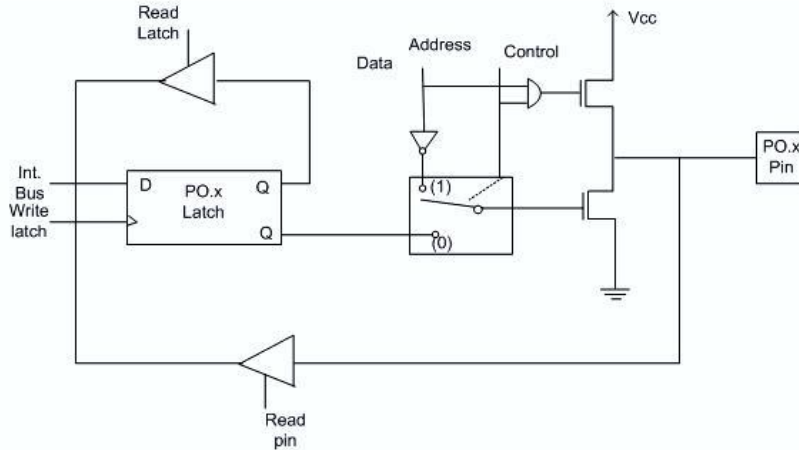 Read
Latch
Address
Data
Control
Vcc
Int.
Bus
Write
latch
D
PO.x
Latch
Q
Q
(1)
(0)
PO.x
Pin
Read
pin